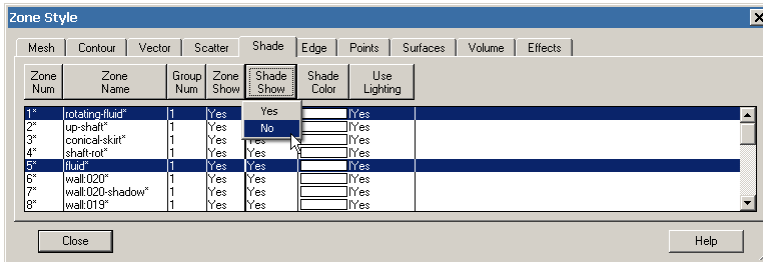 Zone Style
Mesh Contour Vector Scatter Shade Edge Points Surfaces Volume Effects
Zone Num Zone Name Group Num Zone Show Shade Show Shade Color Use Lighting
Yes
No
1* rotating-fluid* 1 Yes Yes
2* up-shaft* 1 Yes Yes
3* conical-skirt* 1 Yes Yes
4* shaft-rot* 1 Yes Yes Yes
5* fluid* 1 Yes Yes Yes
6* wall:020* 1 Yes Yes Yes
7* wall:020-shadow* 1 Yes Yes Yes
8* wall:019* 1 Yes Yes Yes
Close Help